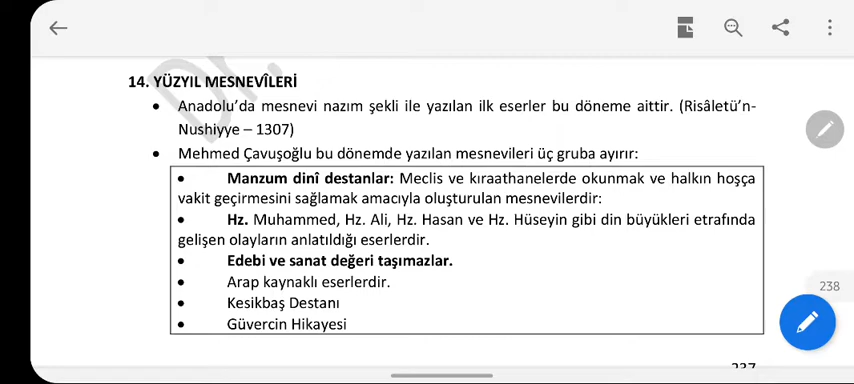 14. YÜZYIL MESNEVÎLERİ
• Anadolu'da mesnevi nazım şekli ile yazılan ilk eserler bu döneme aittir. (Risâletü'n-
Nushiyye – 1307)
• Mehmed Çavuşoğlu bu dönemde yazılan mesnevileri üç gruba ayırır:
• Manzum dinî destanlar: Meclis ve kıraathanelerde okunmak ve halkın hoşça
vakit geçirmesini sağlamak amacıyla oluşturulan mesnevilerdir:
• Hz. Muhammed, Hz. Ali, Hz. Hasan ve Hz. Hüseyin gibi din büyükleri etrafında
gelişen olayların anlatıldığı eserlerdir.
• Edebi ve sanat değeri taşımazlar.
• Arap kaynaklı eserlerdir.
• Kesikbaş Destanı
• Güvercin Hikayesi
238